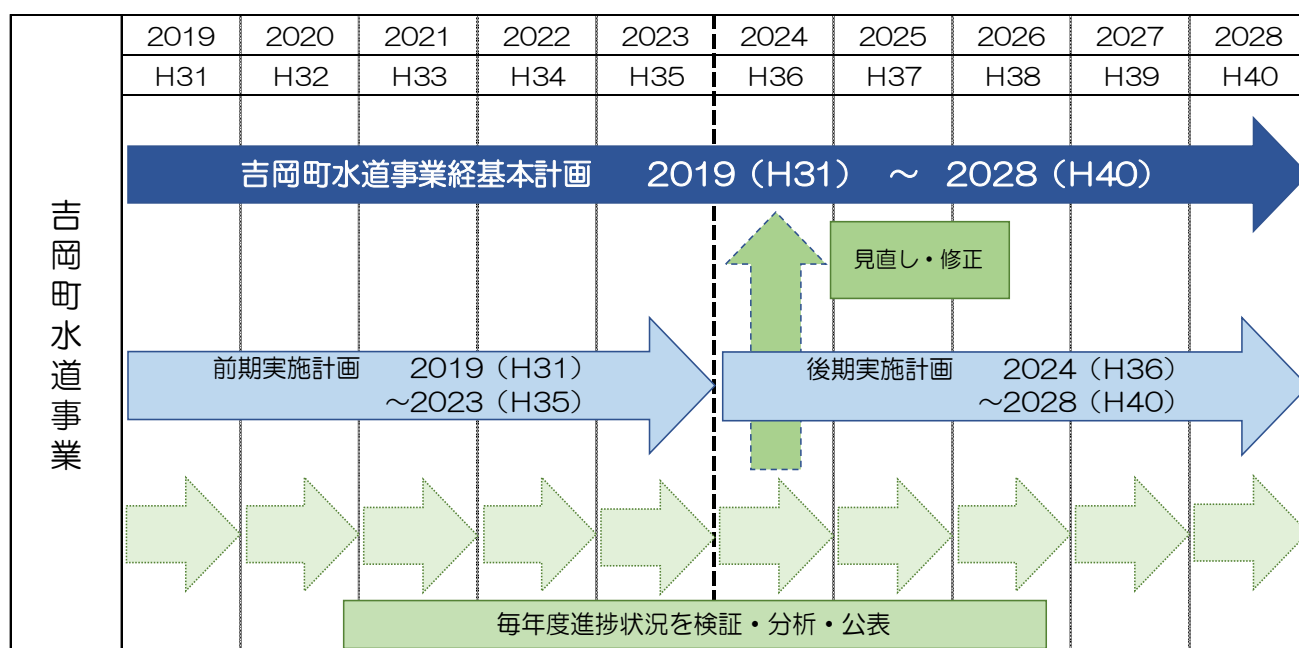 2019 2020 2021 2022 2023 2024 2025 2026 2027 2028
H31 H32 H33 H34 H35 H36 H37 H38 H39 H40
吉岡町水道事業
吉岡町水道事業経基本計画 2019（H31） ～ 2028（H40）
見直し・修正
前期実施計画 2019（H31）
～2023（H35）
後期実施計画 2024（H36）
～2028（H40）
毎年度進捗状況を検証・分析・公表